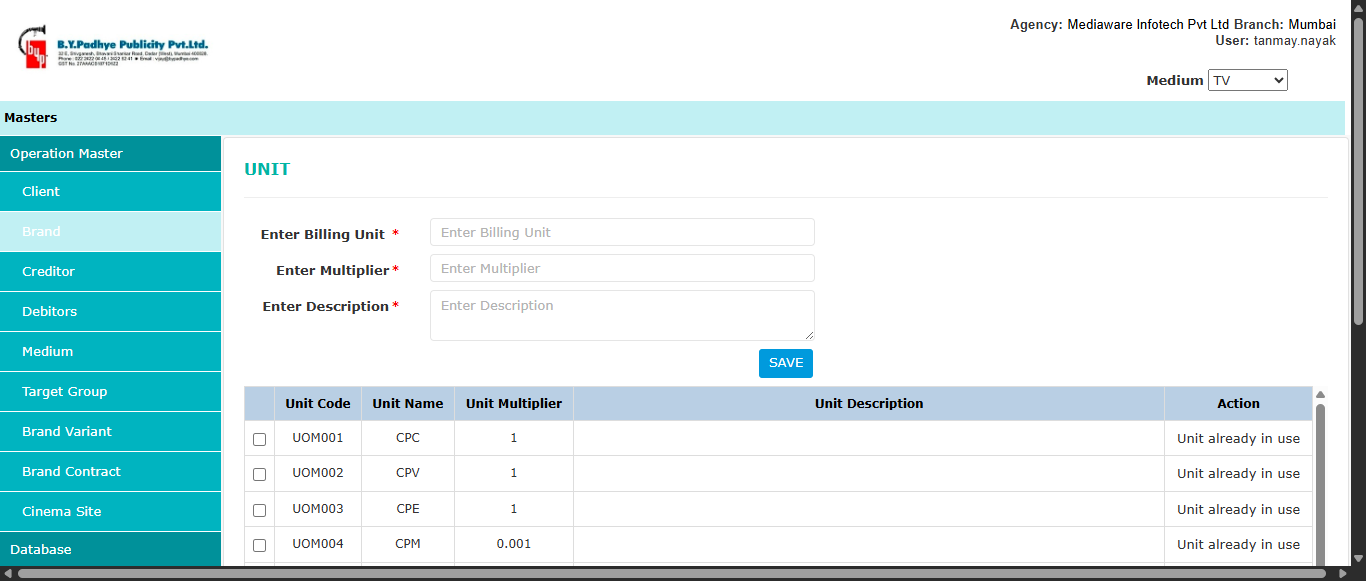 B.Y.Padhye Publicity Pvt.Ltd.
Agency: Mediaware Infotech Pvt Ltd Branch: Mumbai
User: tanmay.nayak
Medium TV
Masters
Operation Master
Client
Brand
Creditor
Debitors
Medium
Target Group
Brand Variant
Brand Contract
Cinema Site
Database
UNIT
Enter Billing Unit * Enter Billing Unit
Enter Multiplier * Enter Multiplier
Enter Description * Enter Description
SAVE
Unit Code Unit Name Unit Multiplier Unit Description Action
UOM001 CPC 1 Unit already in use
UOM002 CPV 1 Unit already in use
UOM003 CPE 1 Unit already in use
UOM004 CPM 0.001 Unit already in use